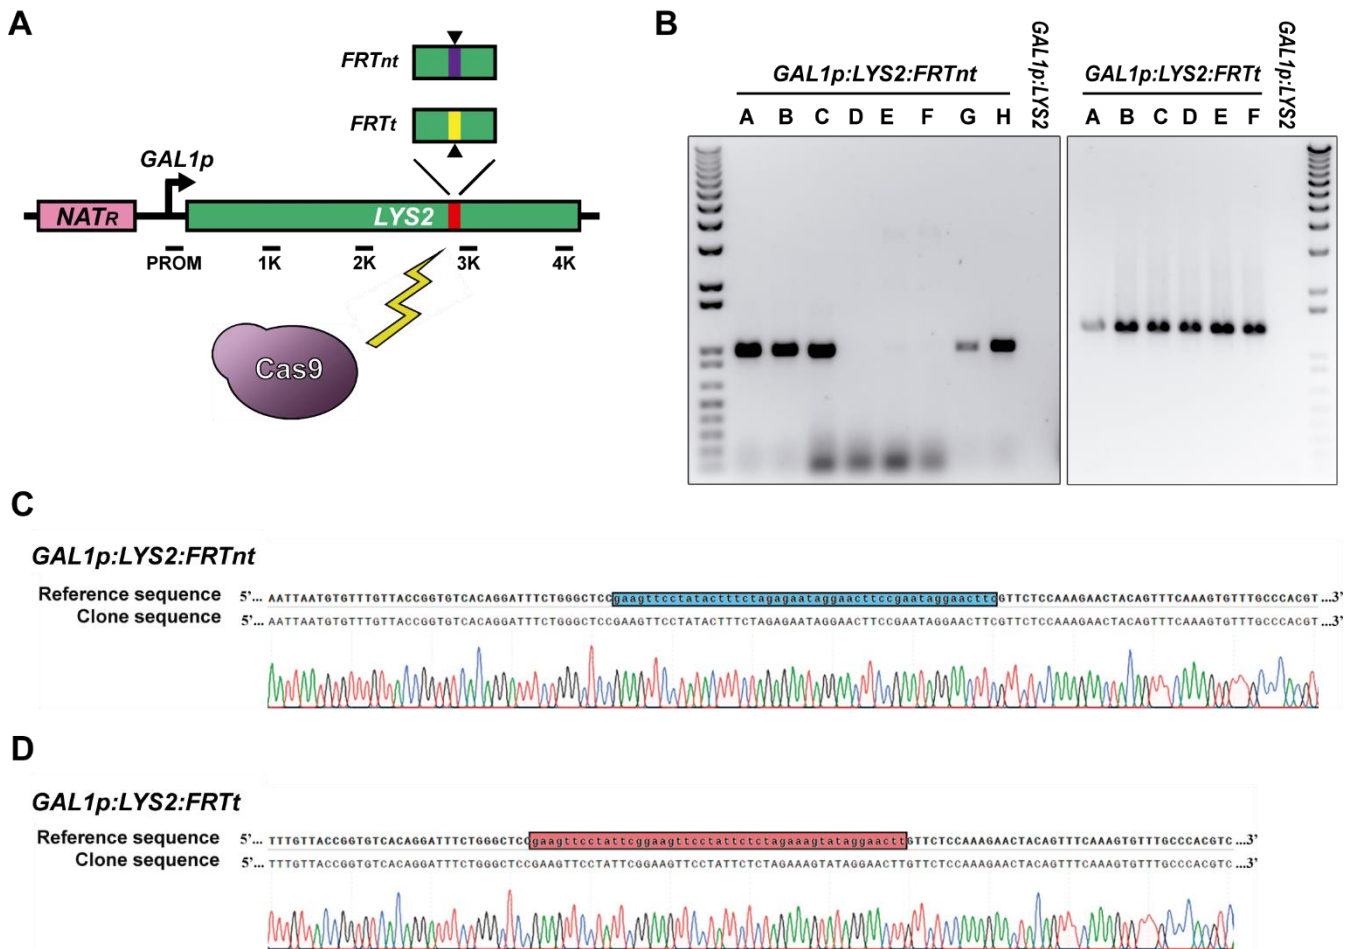 A
FRTnt
FRTt
GAL1p
NATR
LYS2
PROM 1K 2K 3K 4K
Cas9
B
GAL1p:LYS2:FRTnt
A B C D E F G H
GAL1p:LYS2
GAL1p:LYS2:FRTt
A B C D E F
GAL1p:LYS2
C
GAL1p:LYS2:FRTnt
Reference sequence 5'... AATTAATGTGTTTGTTACCGGTGTCACAGGATTTCTGGGCTCCgaagttcctatactttctagagaataggaacttccgaataggaacttcGTTCTCCAAAGAACTACAGTTTCAAAGTGTTTGCCCACGT ...3'
Clone sequence 5'... AATTAATGTGTTTGTTACCGGTGTCACAGGATTTCTGGGCTCCGAAGTTCCTATACTTTCTAGAGAATAGGAACTTCCGAATAGGAACTTCGTTCTCCAAAGAACTACAGTTTCAAAGTGTTTGCCCACGT ...3'
D
GAL1p:LYS2:FRTt
Reference sequence 5'... TTTGTTACCGGTGTCACAGGATTTCTGGGCTCCgaagttcctattcggaagttcctattctctagaaagtataggaacttGTTCTCCAAAGAACTACAGTTTCAAAGTGTTTGCCCACGTC ...3'
Clone sequence 5'... TTTGTTACCGGTGTCACAGGATTTCTGGGCTCCGAAGTTCCTATTCGGAAGTTCCTATTCTCTAGAAAGTATAGGAACTTGTTCTCCAAAGAACTACAGTTTCAAAGTGTTTGCCCACGTC ...3'